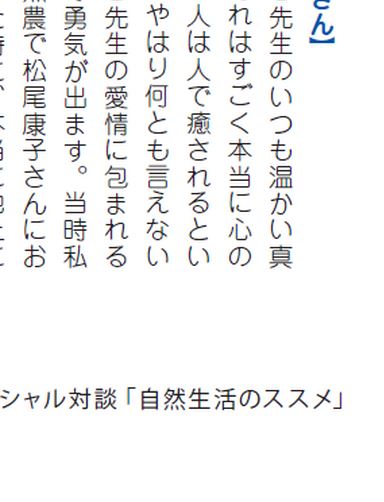 さん】
先生のいつも温かい真
れはすごく本当に心の
人は人で癒されるとい
やはり何とも言えない
先生の愛情に包まれる
勇気が出ます。当時私
農で松尾康子さんにお
シャル対談「自然生活のススメ」